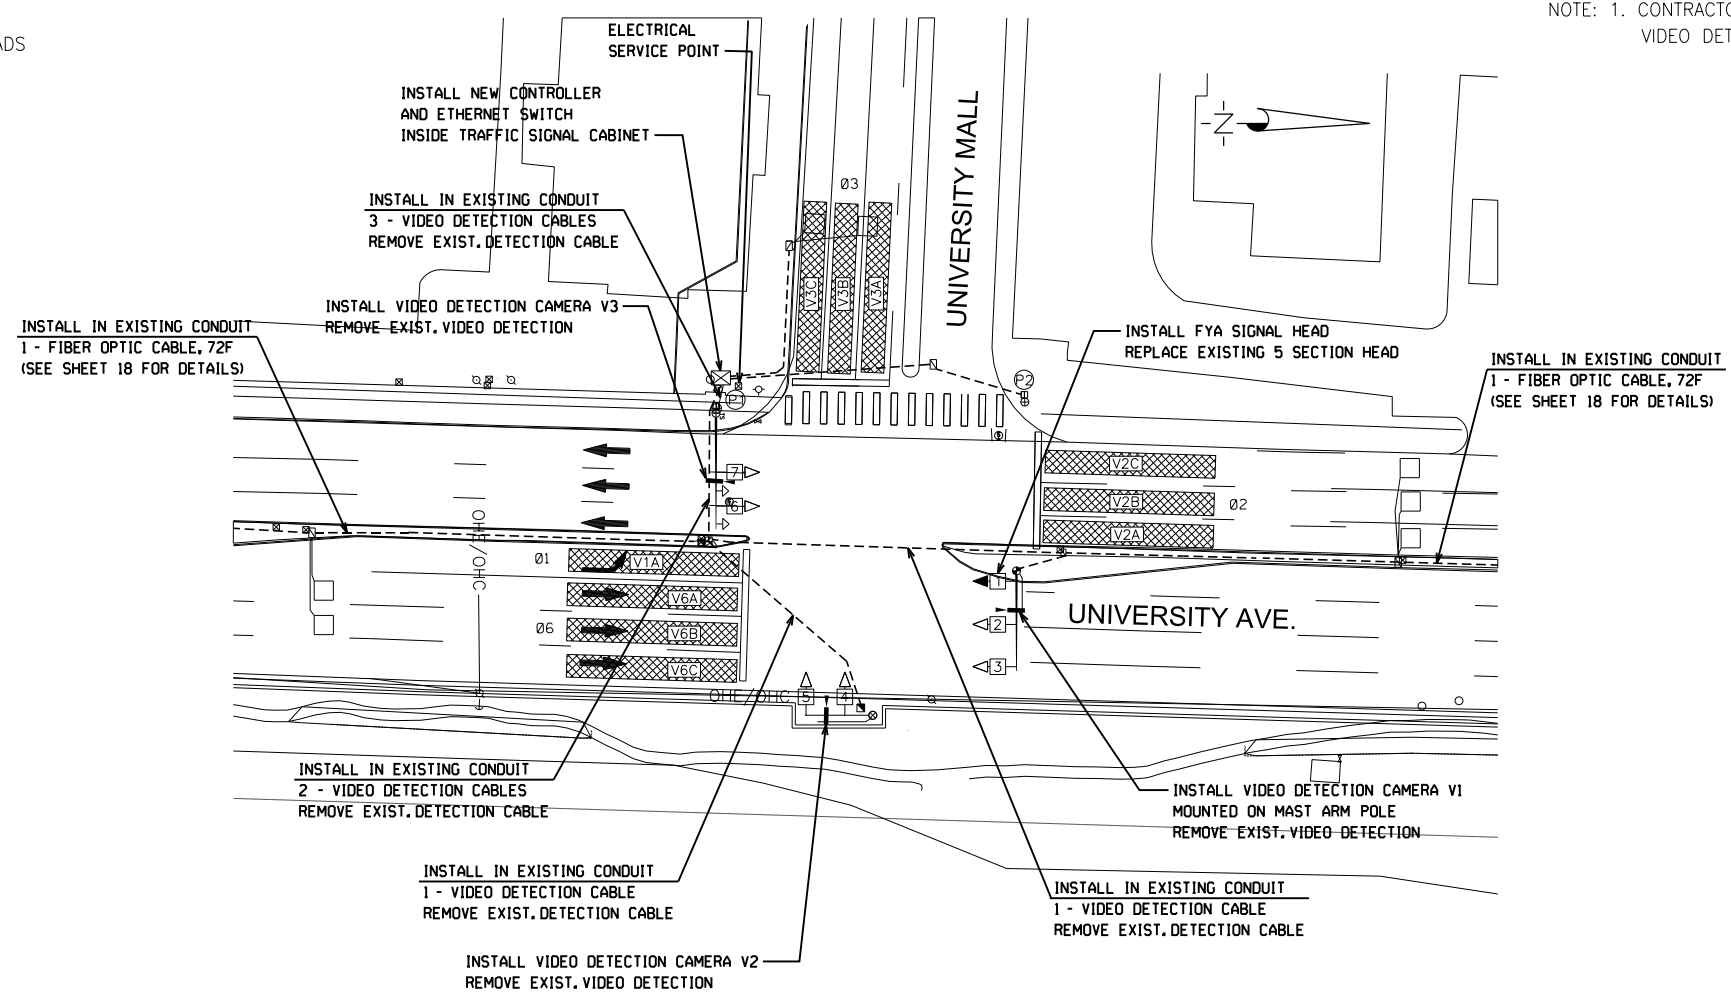 NOTE: 1. CONTRACTO
VIDEO DET
ADS
ELECTRICAL
SERVICE POINT
INSTALL NEW CONTROLLER
AND ETHERNET SWITCH
INSIDE TRAFFIC SIGNAL CABINET
UNIVERSITY MALL
N
Ø3
INSTALL IN EXISTING CONDUIT
3 - VIDEO DETECTION CABLES
REMOVE EXIST. DETECTION CABLE
V3C
V3B
V3A
INSTALL VIDEO DETECTION CAMERA V3
REMOVE EXIST. VIDEO DETECTION
INSTALL IN EXISTING CONDUIT
1 - FIBER OPTIC CABLE, 72F
(SEE SHEET 18 FOR DETAILS)
INSTALL FYA SIGNAL HEAD
REPLACE EXISTING 5 SECTION HEAD
INSTALL IN EXISTING CONDUIT
1 - FIBER OPTIC CABLE, 72F
(SEE SHEET 18 FOR DETAILS)
P1
P2
7
6
V2C
V2B
V2A
Ø2
OHE/OHC
Ø1
V1A
V6A
Ø6
V6B
V6C
1
2
3
UNIVERSITY AVE.
OHE/OHC
5
4
INSTALL IN EXISTING CONDUIT
2 - VIDEO DETECTION CABLES
REMOVE EXIST. DETECTION CABLE
INSTALL VIDEO DETECTION CAMERA V1
MOUNTED ON MAST ARM POLE
REMOVE EXIST. VIDEO DETECTION
INSTALL IN EXISTING CONDUIT
1 - VIDEO DETECTION CABLE
REMOVE EXIST. DETECTION CABLE
INSTALL IN EXISTING CONDUIT
1 - VIDEO DETECTION CABLE
REMOVE EXIST. DETECTION CABLE
INSTALL VIDEO DETECTION CAMERA V2
REMOVE EXIST. VIDEO DETECTION